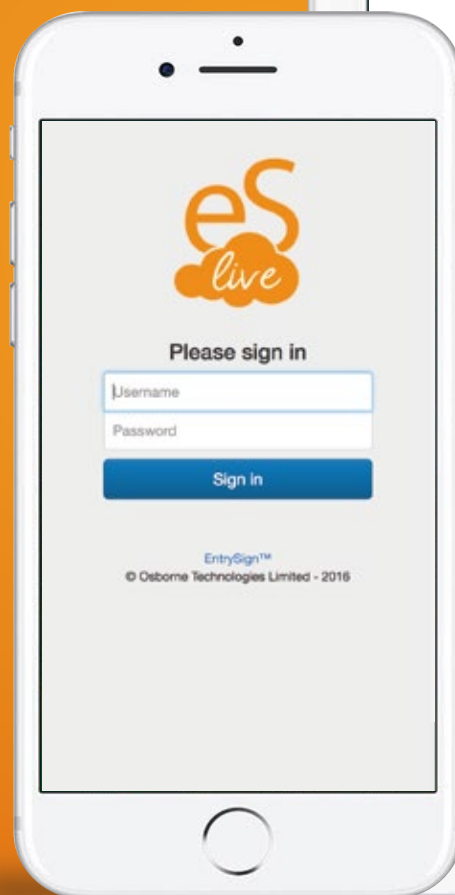 eS
live
Please sign in
Username
Password
Sign in
EntrySign™
© Osborne Technologies Limited - 2016